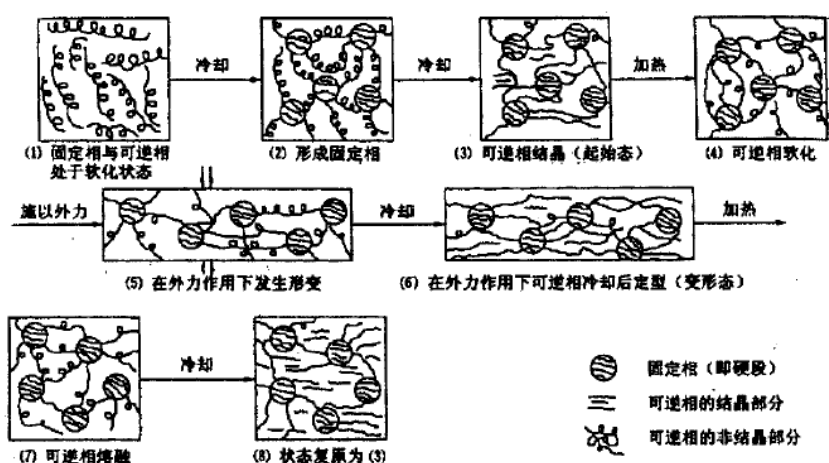 冷却
冷却
加热
(1) 固定相与可逆相
处于软化状态
(2) 形成固定相
(3) 可逆相结晶（起始态）
(4) 可逆相软化
施以外力
冷却
加热
(5) 在外力作用下发生形变
(6) 在外力作用下可逆相冷却后定型（变形态）
冷却
固定相（即硬段）
可逆相的结晶部分
可逆相的非结晶部分
(7) 可逆相熔融
(8) 状态复原为 (3)